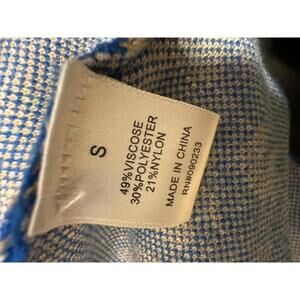 S
49%VISCOSE
30%POLYESTER
21%NYLON
MADE IN CHINA
RN#090233